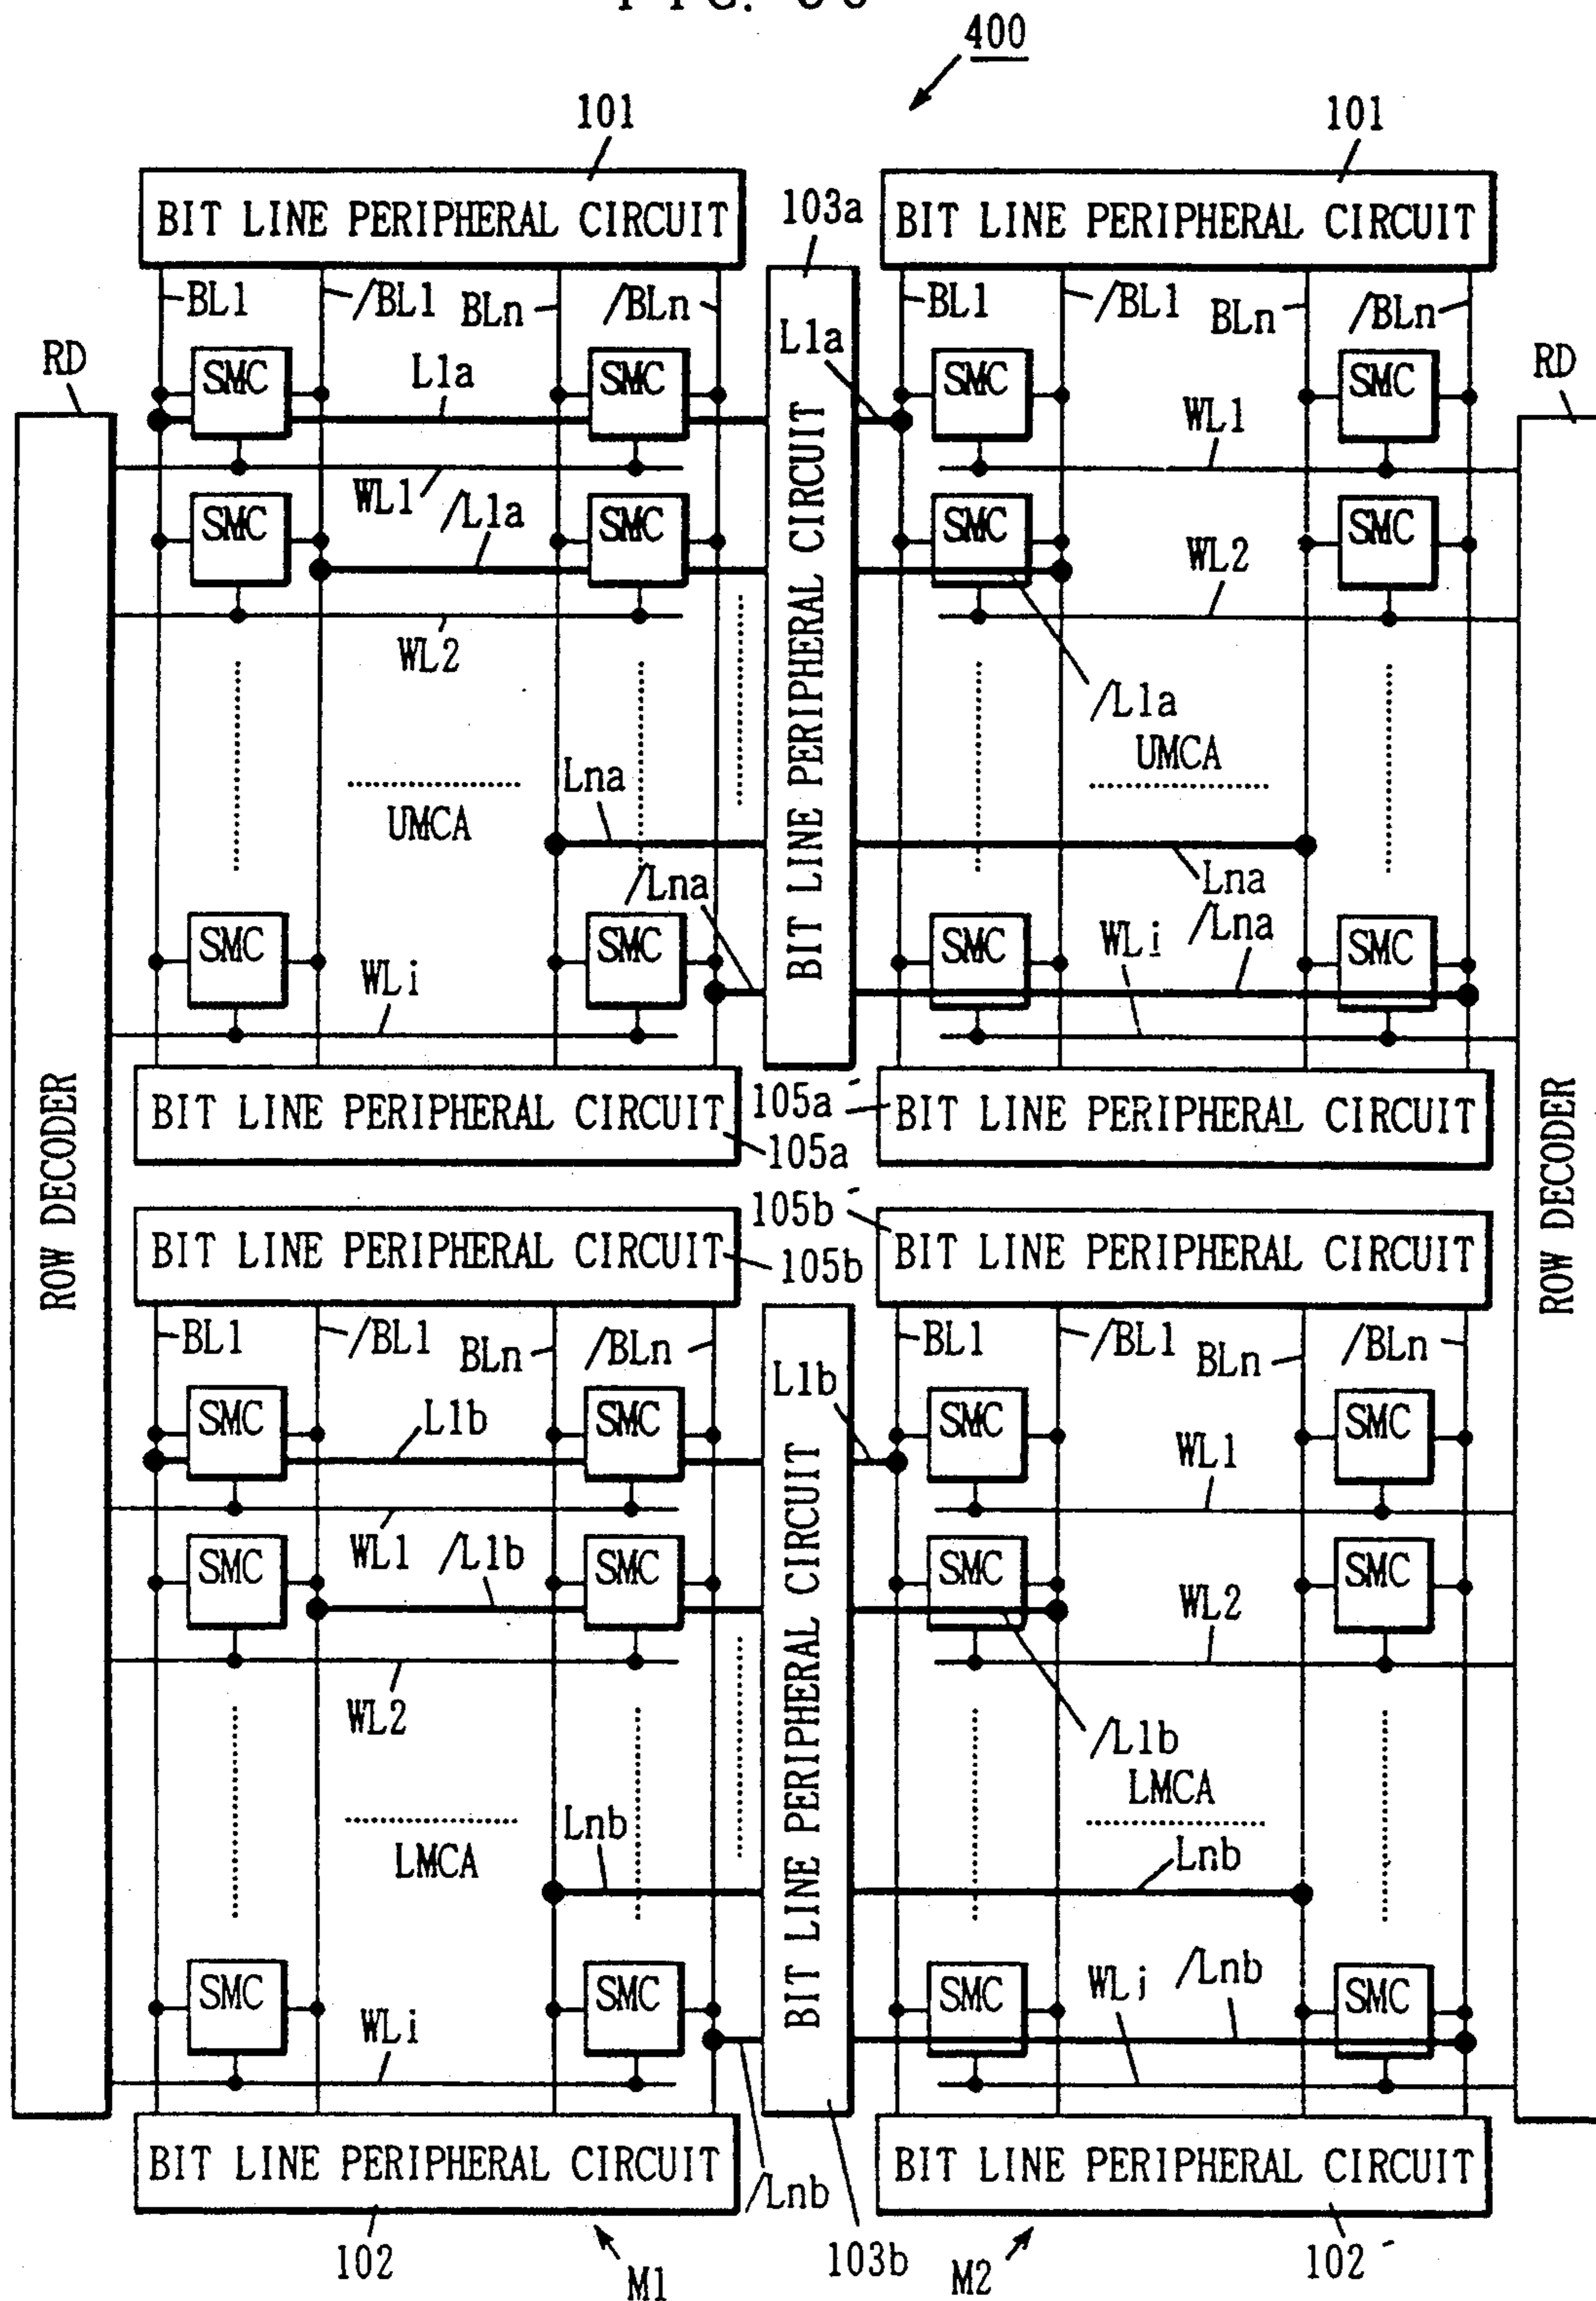 400
101
101
BIT LINE PERIPHERAL CIRCUIT
BIT LINE PERIPHERAL CIRCUIT
103a
BL1
/BL1
BLn
/BLn
BL1
/BL1
BLn
/BLn
RD
L1a
L1a
RD
SMC
SMC
SMC
SMC
WL1
WL1
/L1a
SMC
SMC
SMC
SMC
WL2
WL2
/L1a
BIT LINE PERIPHERAL CIRCUIT
UMCA
UMCA
Lna
Lna
/Lna
/Lna
SMC
SMC
SMC
SMC
WLi
WLi
ROW DECODER
ROW DECODER
BIT LINE PERIPHERAL CIRCUIT
105a
105a'
BIT LINE PERIPHERAL CIRCUIT
BIT LINE PERIPHERAL CIRCUIT
105b
105b'
BIT LINE PERIPHERAL CIRCUIT
BL1
/BL1
BLn
/BLn
BL1
/BL1
BLn
/BLn
L1b
L1b
SMC
SMC
SMC
SMC
WL1
WL1
/L1b
SMC
SMC
SMC
SMC
WL2
WL2
/L1b
BIT LINE PERIPHERAL CIRCUIT
LMCA
LMCA
Lnb
Lnb
SMC
SMC
SMC
SMC
WLi
WLi
/Lnb
BIT LINE PERIPHERAL CIRCUIT
/Lnb
BIT LINE PERIPHERAL CIRCUIT
102
M1
103b
M2
102'